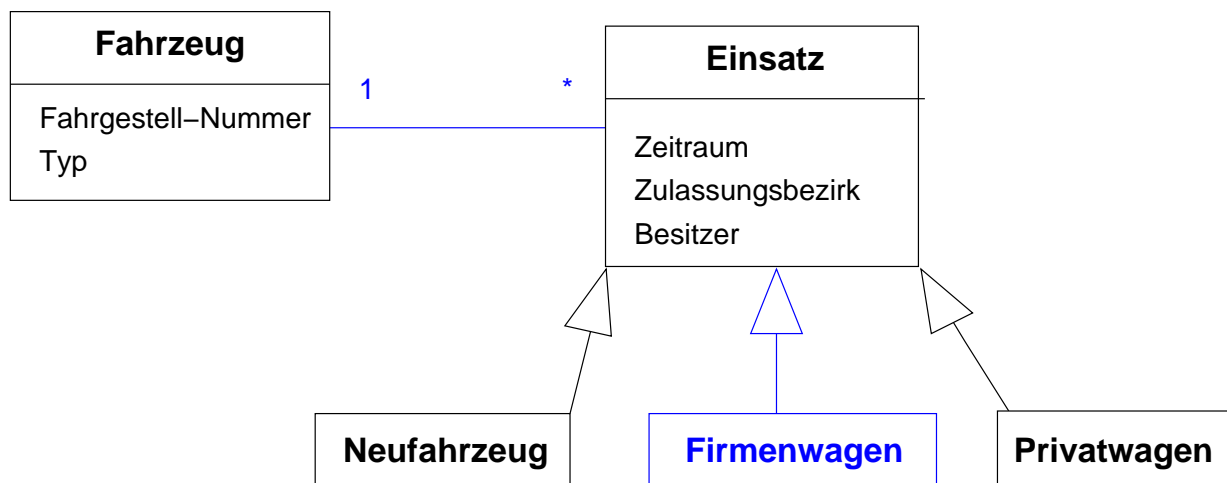 Fahrzeug
Fahrgestell–Nummer
Typ
1
*
Einsatz
Zeitraum
Zulassungsbezirk
Besitzer
Neufahrzeug
Firmenwagen
Privatwagen